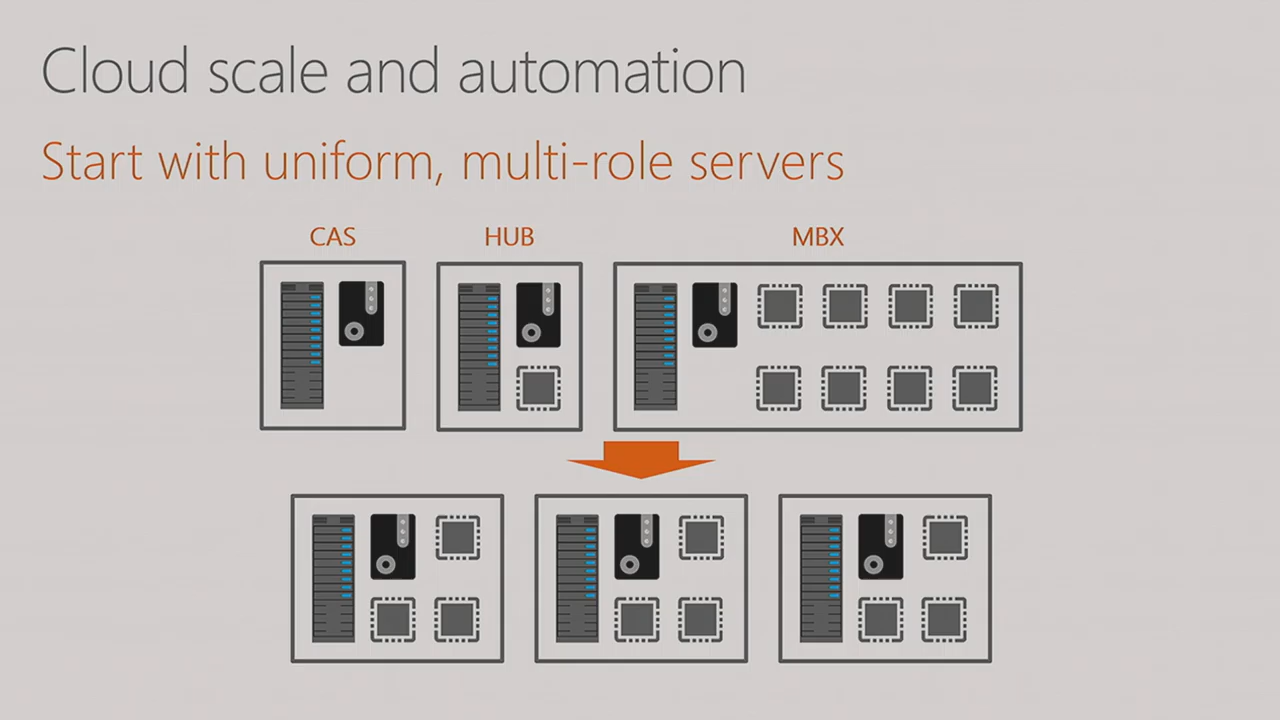 Cloud scale and automation
Start with uniform, multi-role servers
CAS
HUB
MBX